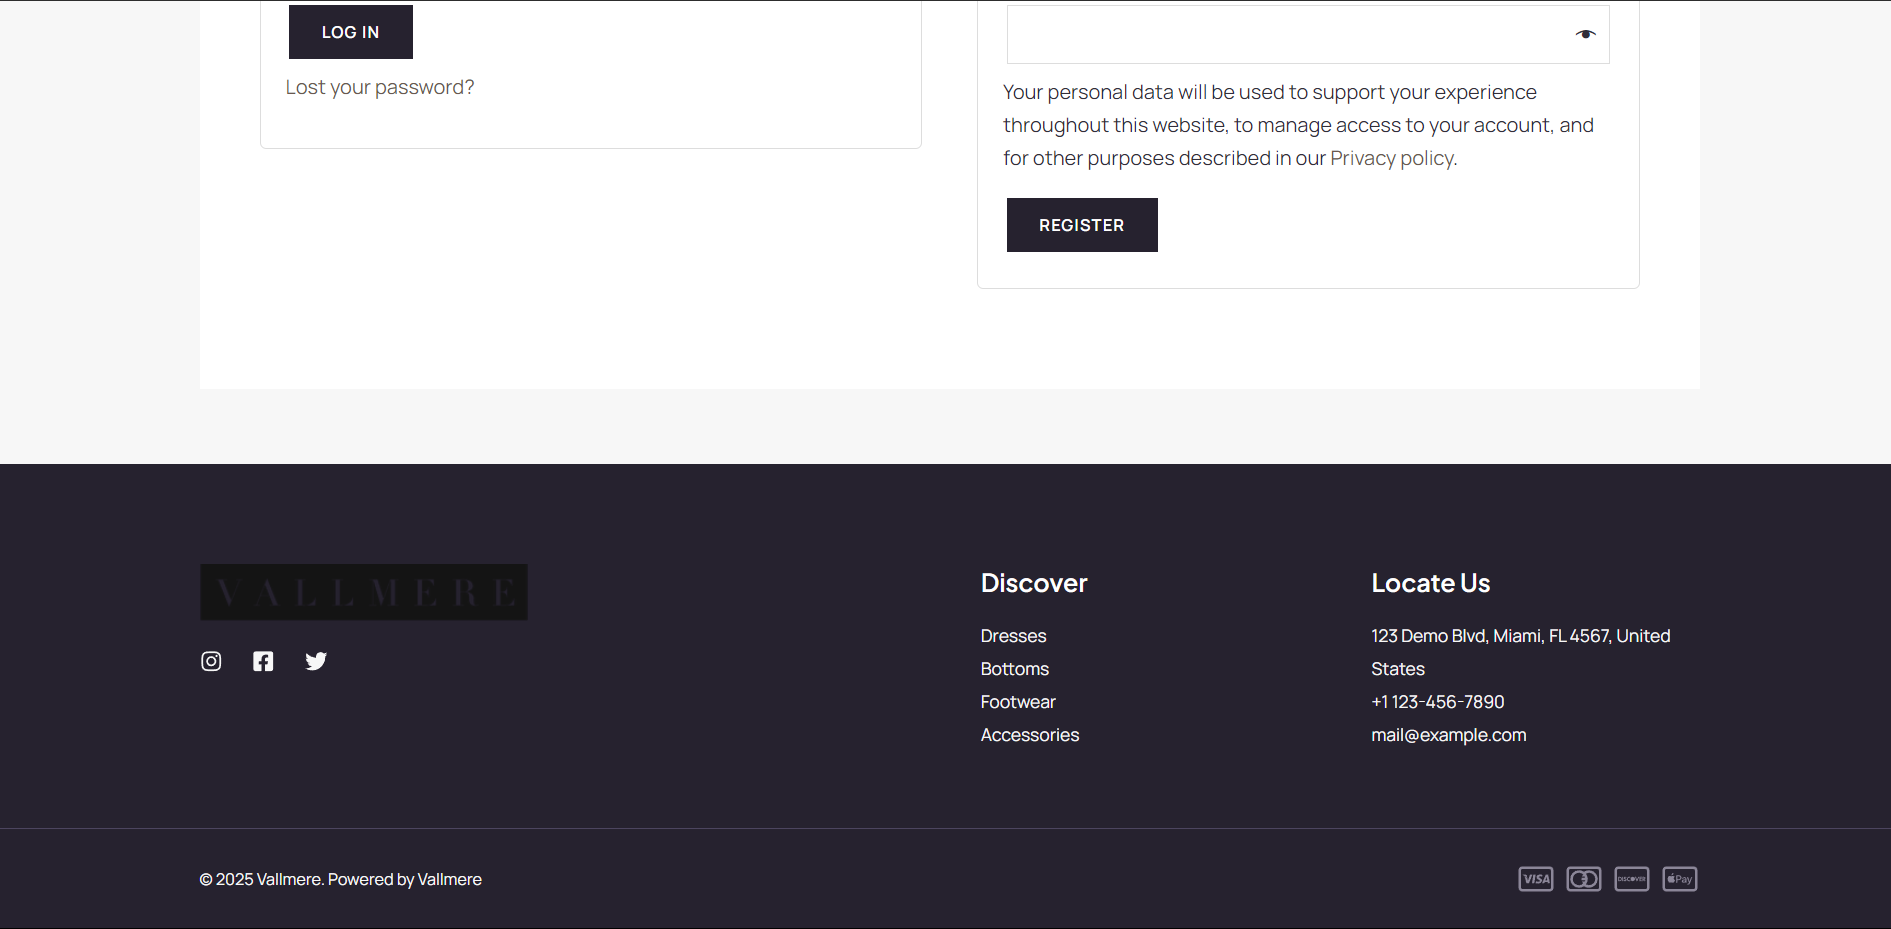 LOG IN
Lost your password?
Your personal data will be used to support your experience
throughout this website, to manage access to your account, and
for other purposes described in our Privacy policy.
REGISTER
VALLMERE
Discover
Dresses
Bottoms
Footwear
Accessories
Locate Us
123 Demo Blvd, Miami, FL 4567, United
States
+1 123-456-7890
mail@example.com
© 2025 Vallmere. Powered by Vallmere
VISA
DISCOVER
Pay